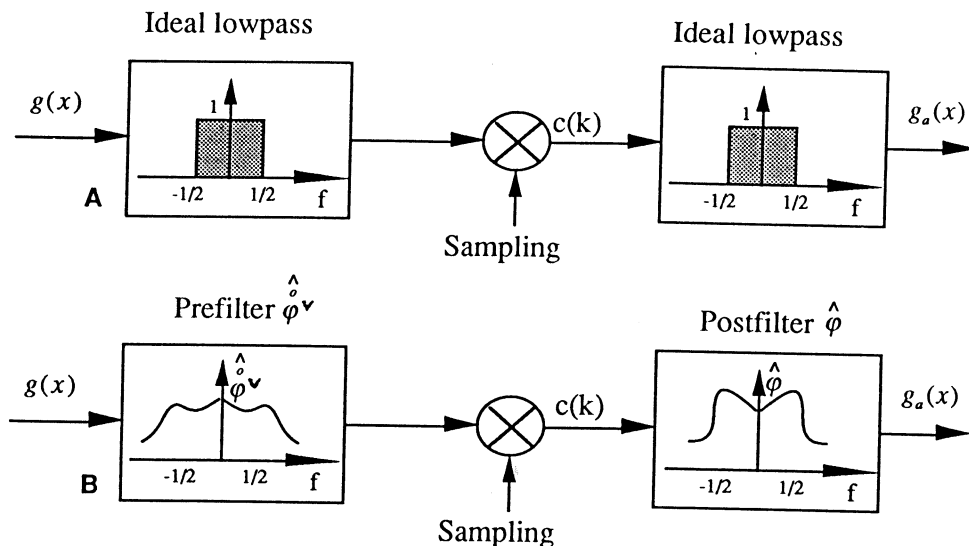 Ideal lowpass
Ideal lowpass
g(x)
1
-1/2 1/2 f
A
c(k)
Sampling
1
-1/2 1/2 f
g_a(x)
Prefilter φ̂̊ᵛ
Postfilter φ̂
g(x)
φ̂̊ᵛ
-1/2 1/2 f
B
c(k)
Sampling
φ̂
-1/2 1/2 f
g_a(x)